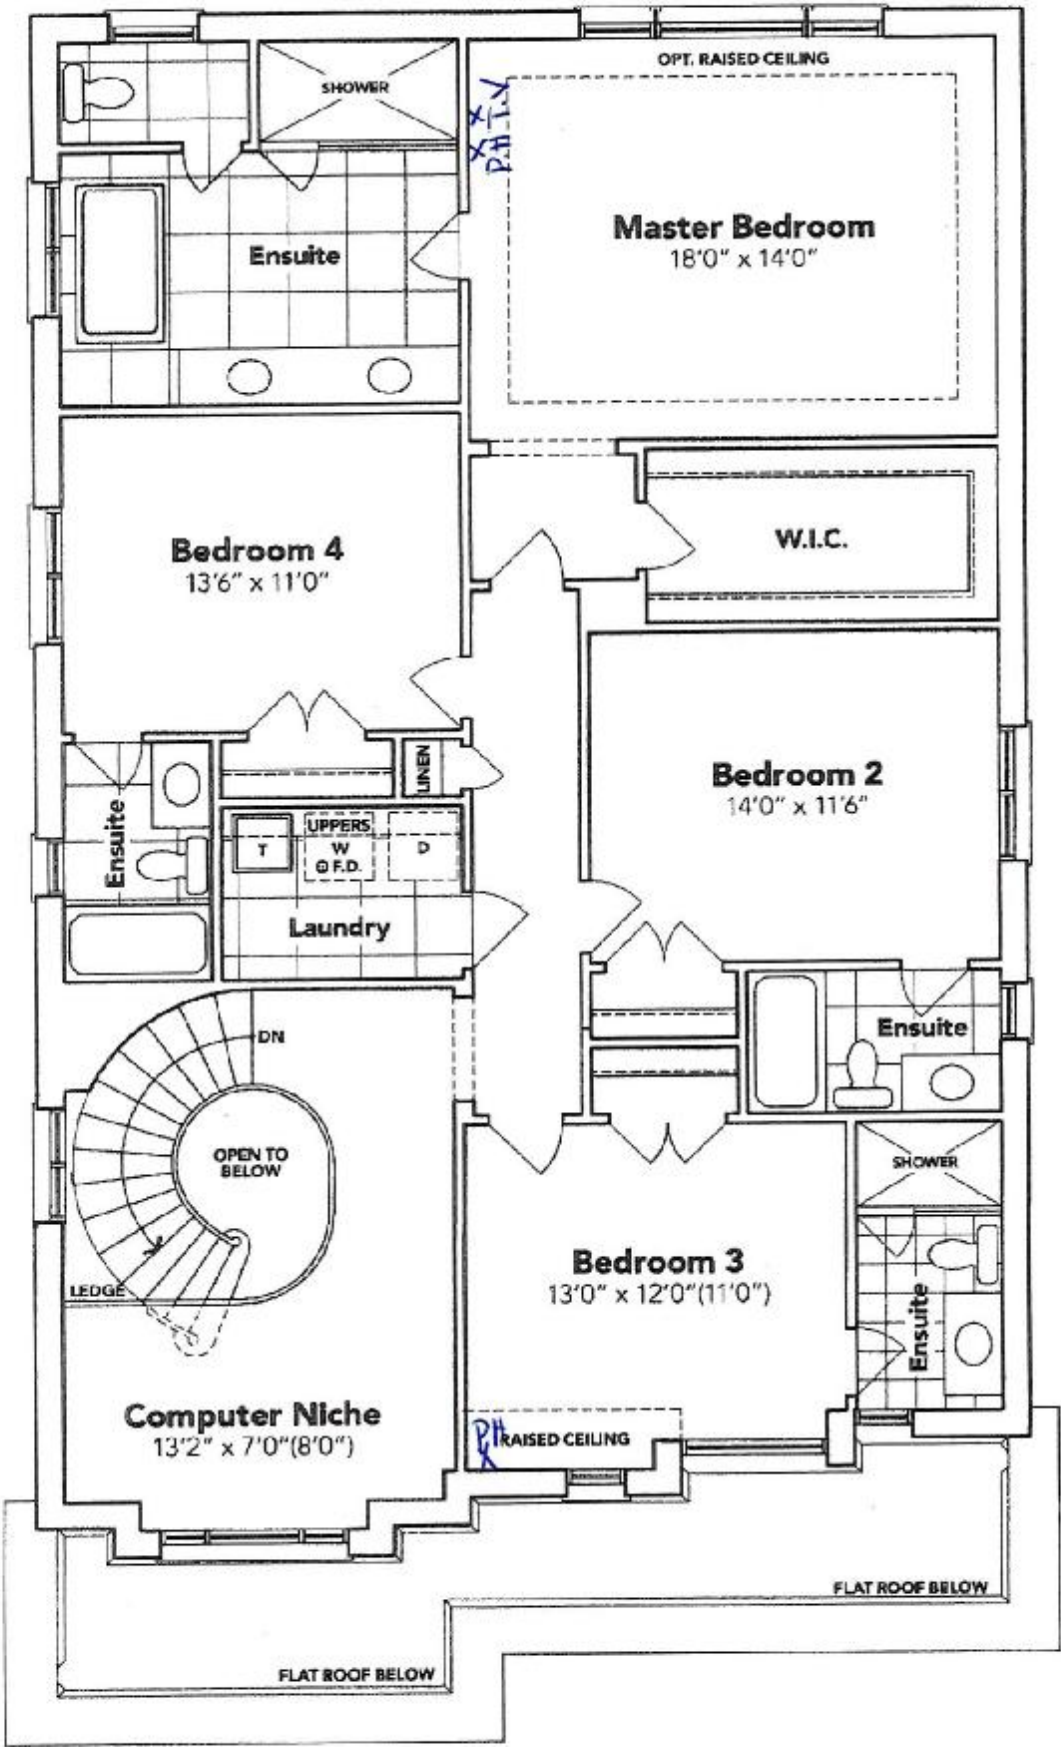 OPT. RAISED CEILING
SHOWER
X T.V
X P.H
Master Bedroom
18'0" x 14'0"
Ensuite
Bedroom 4
13'6" x 11'0"
W.I.C.
LINEN
Bedroom 2
14'0" x 11'6"
Ensuite
UPPERS
T
W
D
F.D.
Laundry
Ensuite
DN
OPEN TO
BELOW
SHOWER
Bedroom 3
13'0" x 12'0"(11'0")
LEDGE
Ensuite
Computer Niche
13'2" x 7'0"(8'0")
P.H
X
RAISED CEILING
FLAT ROOF BELOW
FLAT ROOF BELOW